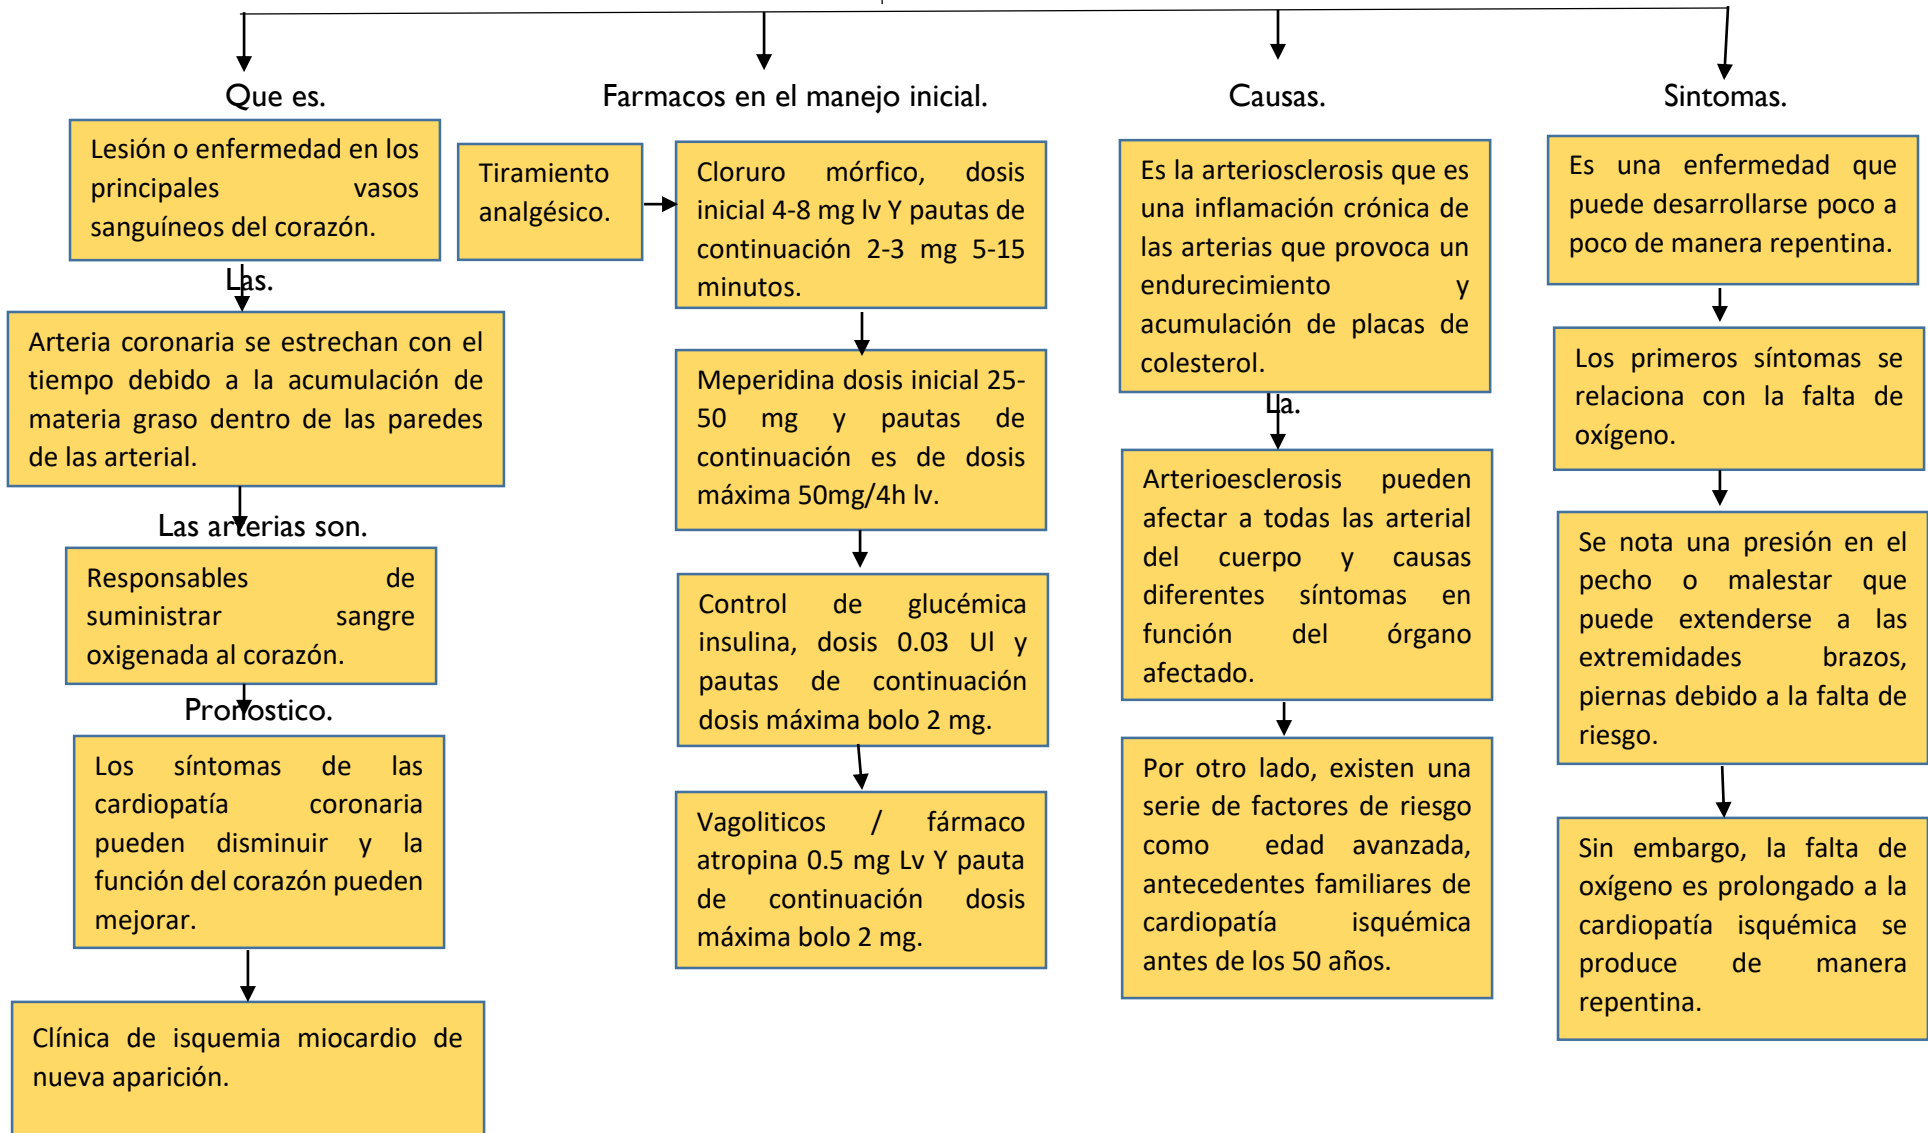 Que es.
Lesión o enfermedad en los
principales vasos
sanguíneos del corazón.
Las.
Arteria coronaria se estrechan con el
tiempo debido a la acumulación de
materia graso dentro de las paredes
de las arterial.
Las arterias son.
Responsables de
suministrar sangre
oxigenada al corazón.
Pronostico.
Los síntomas de las
cardiopatía coronaria
pueden disminuir y la
función del corazón pueden
mejorar.
Clínica de isquemia miocardio de
nueva aparición.
Farmacos en el manejo inicial.
Tiramiento
analgésico.
Cloruro mórfico, dosis
inicial 4-8 mg lv Y pautas de
continuación 2-3 mg 5-15
minutos.
Meperidina dosis inicial 25-
50 mg y pautas de
continuación es de dosis
máxima 50mg/4h lv.
Control de glucémica
insulina, dosis 0.03 Ul y
pautas de continuación
dosis máxima bolo 2 mg.
Vagoliticos / fármaco
atropina 0.5 mg Lv Y pauta
de continuación dosis
máxima bolo 2 mg.
Causas.
Es la arteriosclerosis que es
una inflamación crónica de
las arterias que provoca un
endurecimiento y
acumulación de placas de
colesterol.
La.
Arterioesclerosis pueden
afectar a todas las arterial
del cuerpo y causas
diferentes síntomas en
función del órgano
afectado.
Por otro lado, existen una
serie de factores de riesgo
como edad avanzada,
antecedentes familiares de
cardiopatía isquémica
antes de los 50 años.
Sintomas.
Es una enfermedad que
puede desarrollarse poco a
poco de manera repentina.
Los primeros síntomas se
relaciona con la falta de
oxígeno.
Se nota una presión en el
pecho o malestar que
puede extenderse a las
extremidades brazos,
piernas debido a la falta de
riesgo.
Sin embargo, la falta de
oxígeno es prolongado a la
cardiopatía isquémica se
produce de manera
repentina.